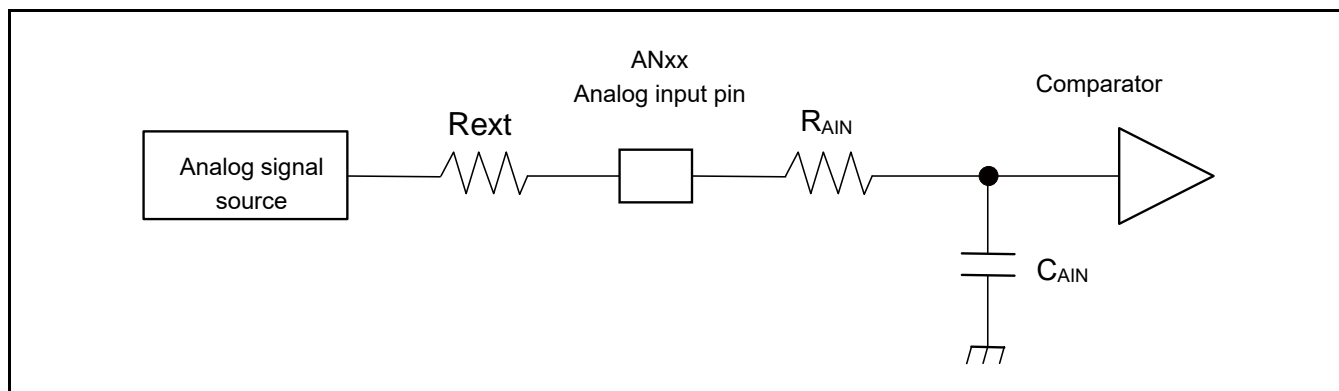 ANxx
Analog input pin
Comparator
Rext
RAIN
Analog signal
source
CAIN